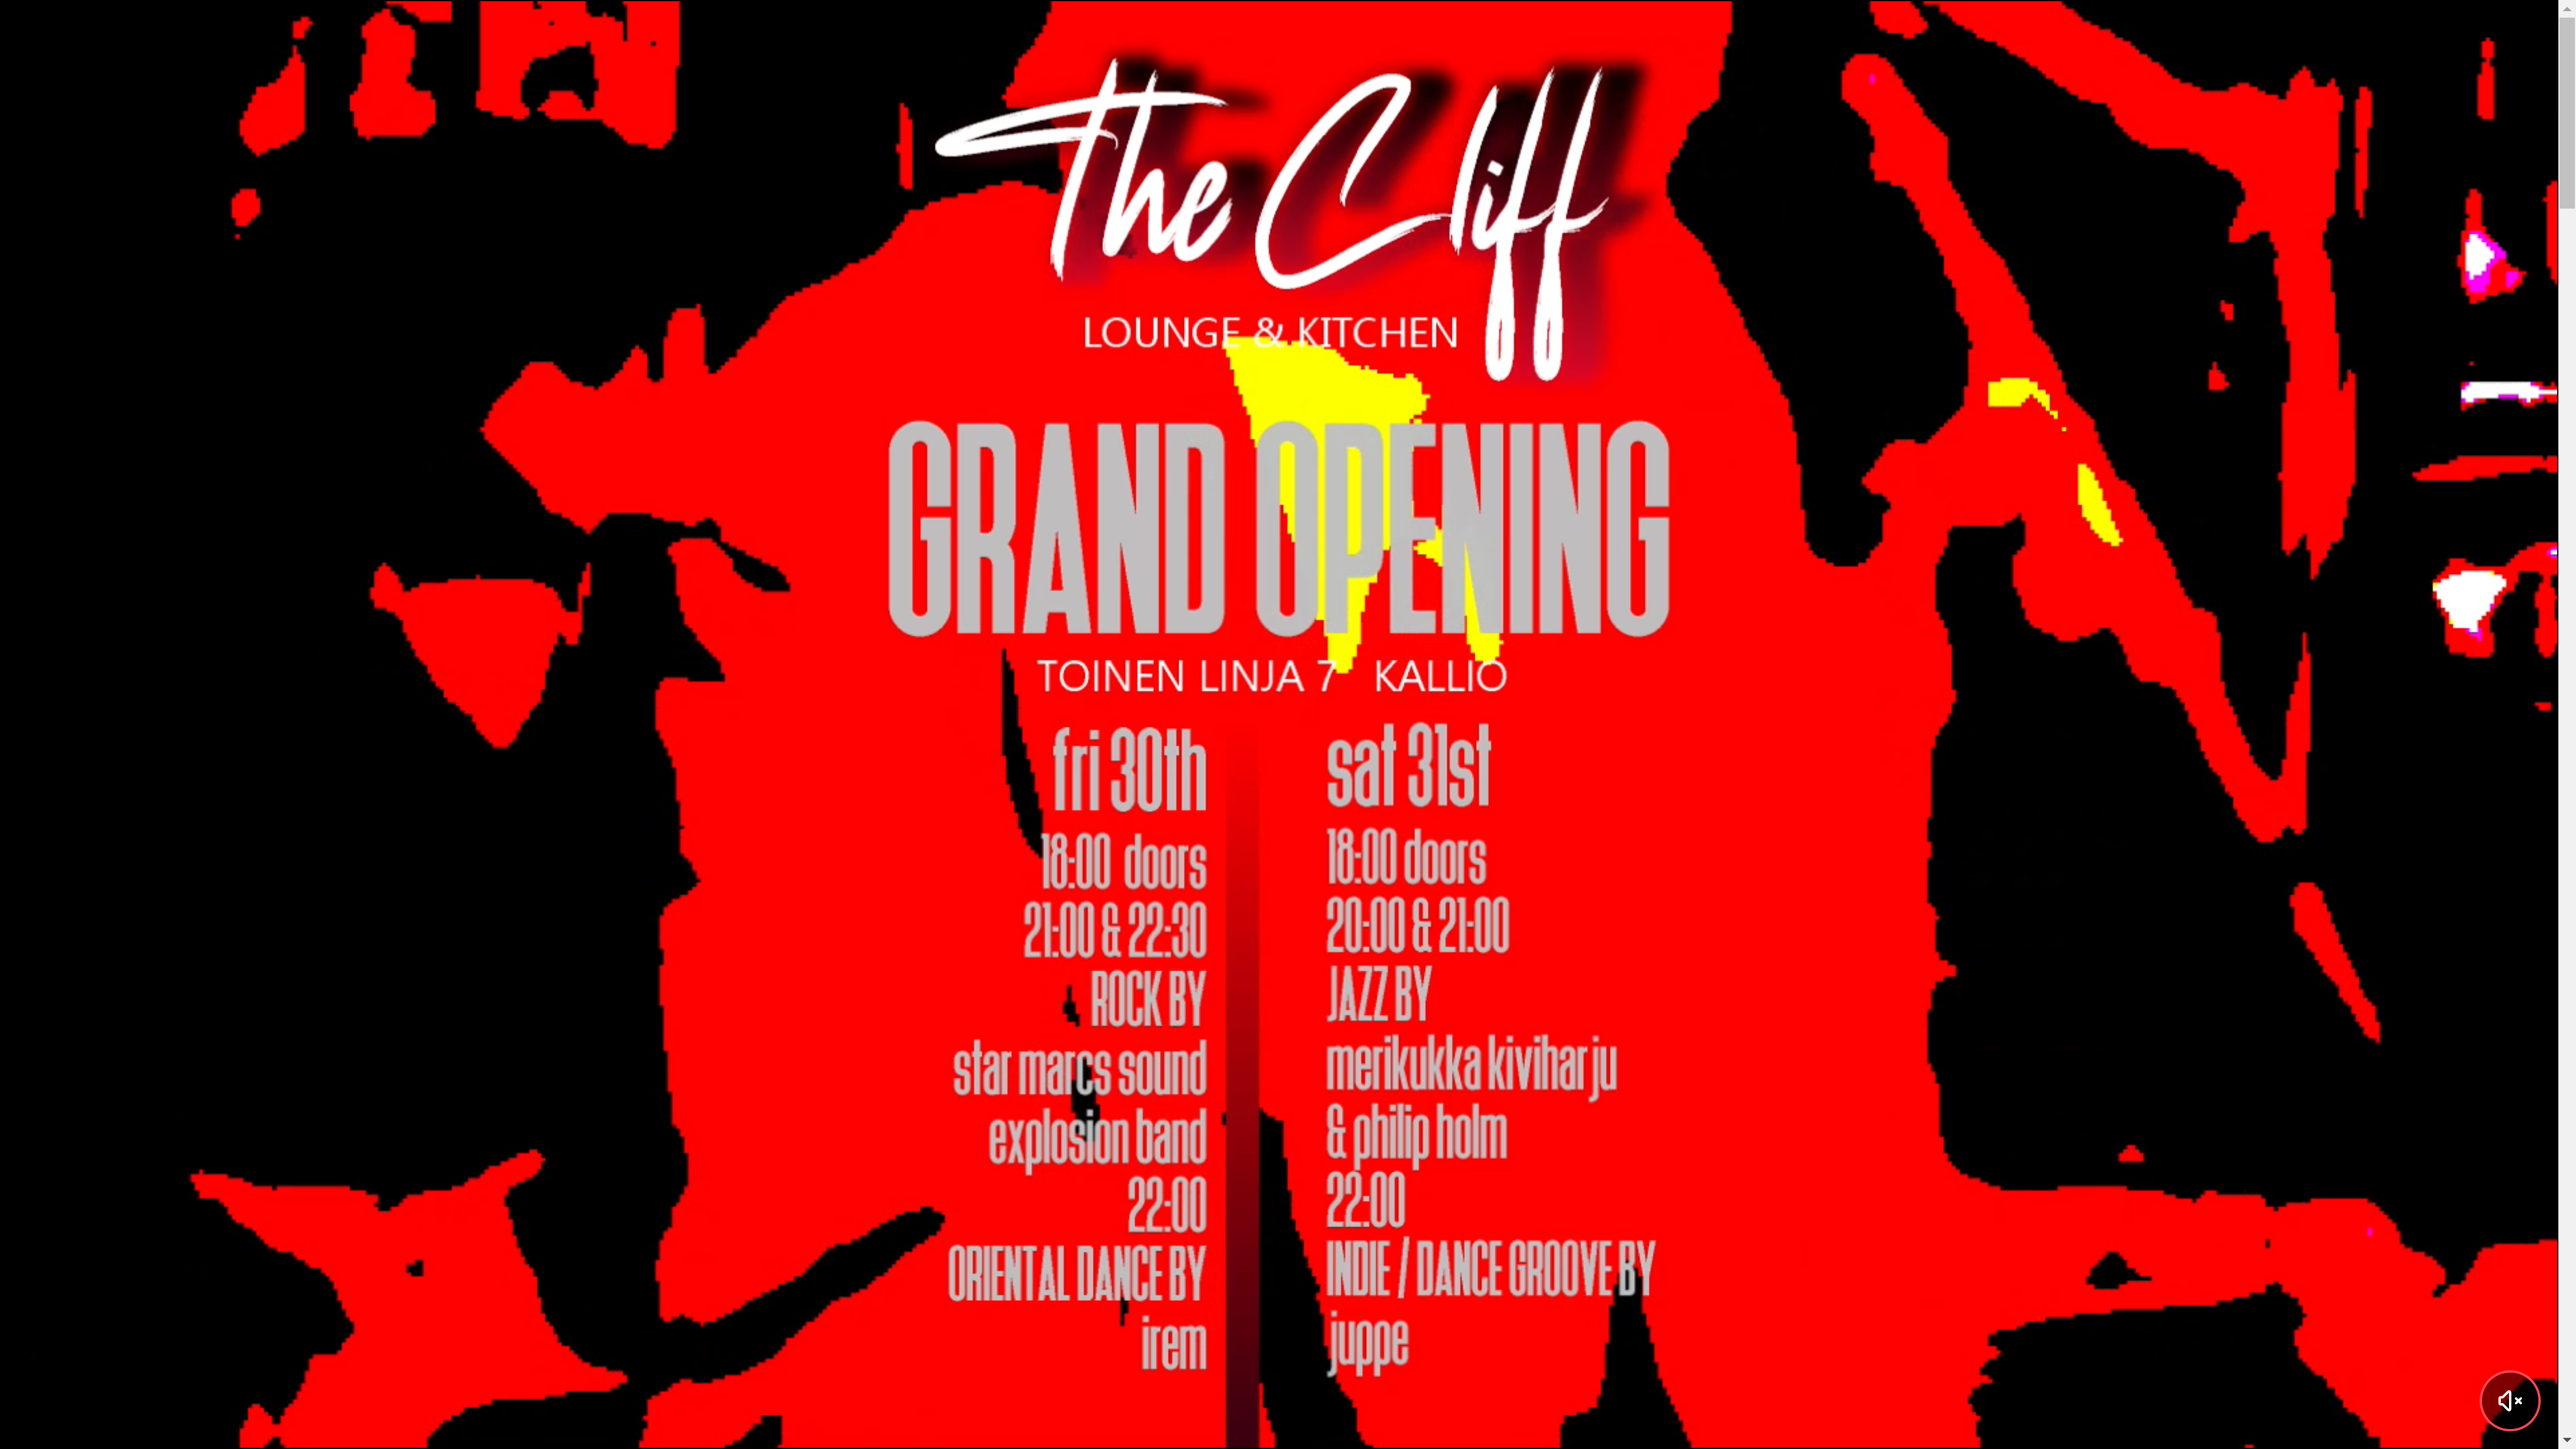 The Cliff
LOUNGE & KITCHEN
GRAND OPENING
TOINEN LINJA 7 KALLIO
fri 30th
18:00 doors
21:00 & 22:30
ROCK BY
star marcs sound
explosion band
22:00
ORIENTAL DANCE BY
irem
sat 31st
18:00 doors
20:00 & 21:00
JAZZ BY
merikukka kiviharju
& philip holm
22:00
INDIE / DANCE GROOVE BY
juppe